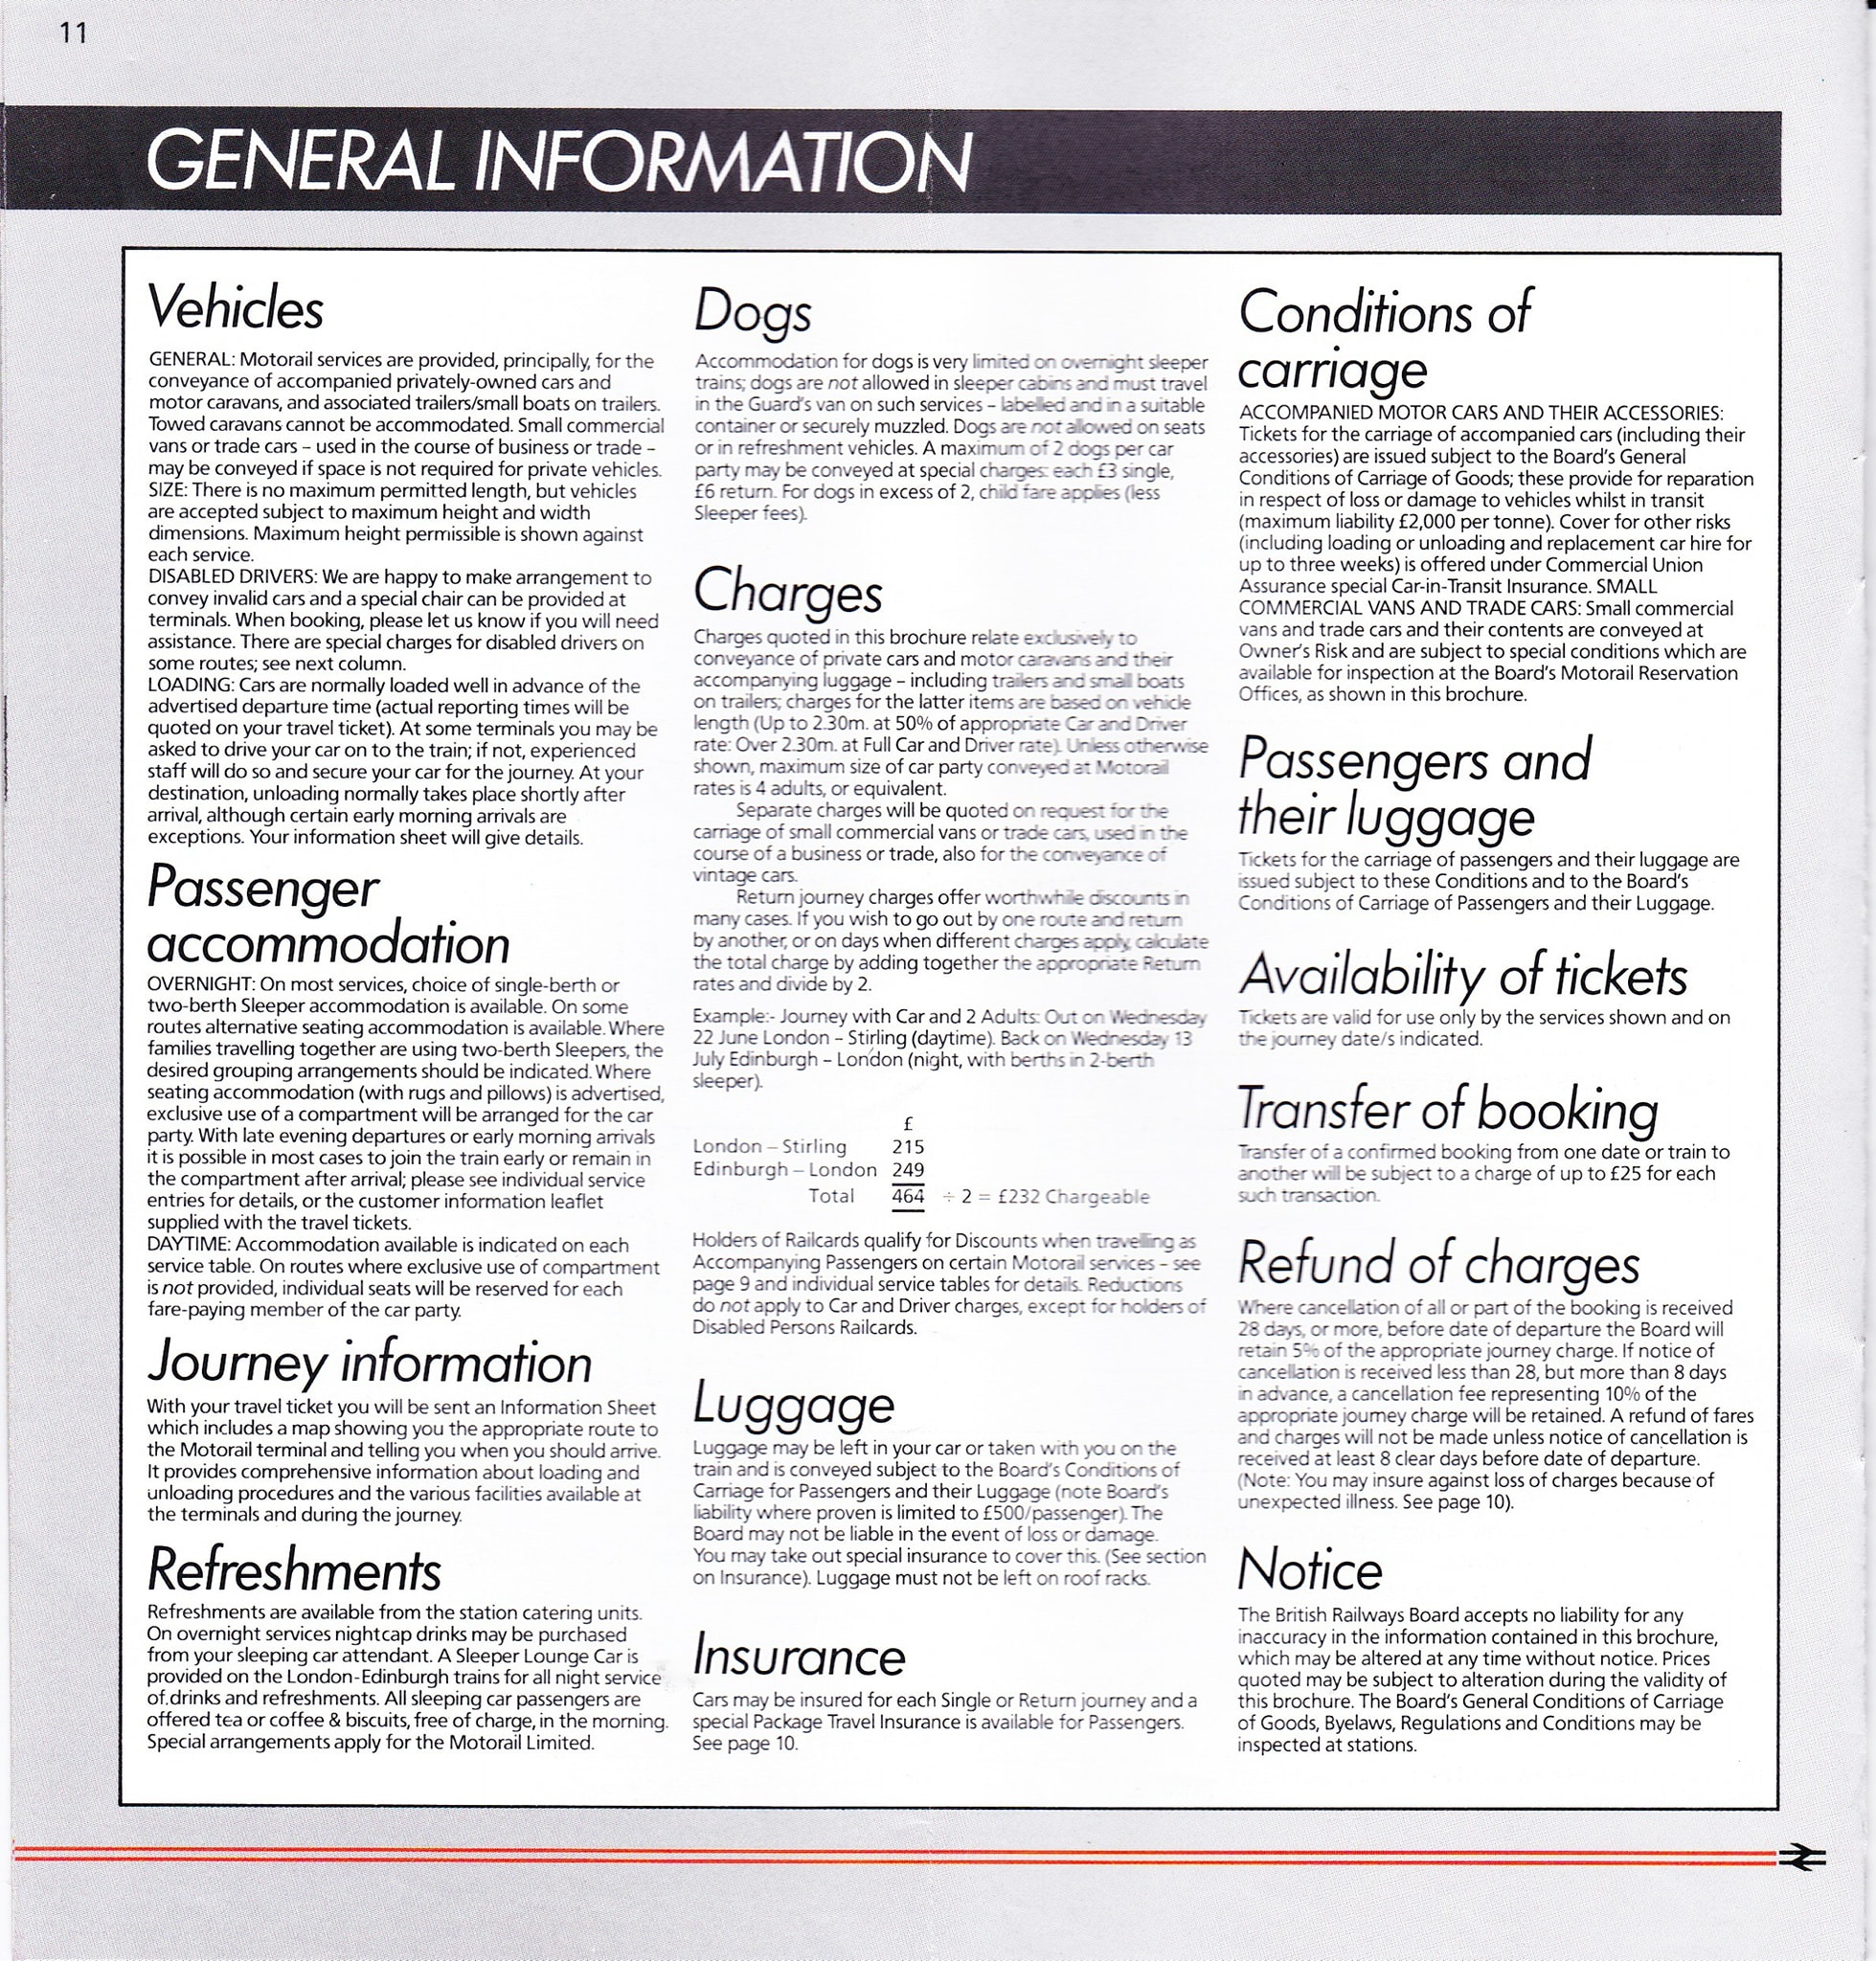 11
GENERAL INFORMATION
Vehicles
GENERAL: Motorail services are provided, principally, for the
conveyance of accompanied privately-owned cars and
motor caravans, and associated trailers/small boats on trailers.
Towed caravans cannot be accommodated. Small commercial
vans or trade cars – used in the course of business or trade –
may be conveyed if space is not required for private vehicles.
SIZE: There is no maximum permitted length, but vehicles
are accepted subject to maximum height and width
dimensions. Maximum height permissible is shown against
each service.
DISABLED DRIVERS: We are happy to make arrangement to
convey invalid cars and a special chair can be provided at
terminals. When booking, please let us know if you will need
assistance. There are special charges for disabled drivers on
some routes; see next column.
LOADING: Cars are normally loaded well in advance of the
advertised departure time (actual reporting times will be
quoted on your travel ticket). At some terminals you may be
asked to drive your car on to the train; if not, experienced
staff will do so and secure your car for the journey. At your
destination, unloading normally takes place shortly after
arrival, although certain early morning arrivals are
exceptions. Your information sheet will give details.
Passenger
accommodation
OVERNIGHT: On most services, choice of single-berth or
two-berth Sleeper accommodation is available. On some
routes alternative seating accommodation is available. Where
families travelling together are using two-berth Sleepers, the
desired grouping arrangements should be indicated. Where
seating accommodation (with rugs and pillows) is advertised,
exclusive use of a compartment will be arranged for the car
party. With late evening departures or early morning arrivals
it is possible in most cases to join the train early or remain in
the compartment after arrival; please see individual service
entries for details, or the customer information leaflet
supplied with the travel tickets.
DAYTIME: Accommodation available is indicated on each
service table. On routes where exclusive use of compartment
is not provided, individual seats will be reserved for each
fare-paying member of the car party.
Journey information
With your travel ticket you will be sent an Information Sheet
which includes a map showing you the appropriate route to
the Motorail terminal and telling you when you should arrive.
It provides comprehensive information about loading and
unloading procedures and the various facilities available at
the terminals and during the journey.
Refreshments
Refreshments are available from the station catering units.
On overnight services nightcap drinks may be purchased
from your sleeping car attendant. A Sleeper Lounge Car is
provided on the London-Edinburgh trains for all night service
of drinks and refreshments. All sleeping car passengers are
offered tea or coffee & biscuits, free of charge, in the morning.
Special arrangements apply for the Motorail Limited.
Dogs
Accommodation for dogs is very limited on overnight sleeper
trains; dogs are not allowed in sleeper cabins and must travel
in the Guard's van on such services – labelled and in a suitable
container or securely muzzled. Dogs are not allowed on seats
or in refreshment vehicles. A maximum of 2 dogs per car
party may be conveyed at special charges: each £3 single,
£6 return. For dogs in excess of 2, child fare applies (less
Sleeper fees).
Charges
Charges quoted in this brochure relate exclusively to
conveyance of private cars and motor caravans and their
accompanying luggage – including trailers and small boats
on trailers; charges for the latter items are based on vehicle
length (Up to 2.30m. at 50% of appropriate Car and Driver
rate: Over 2.30m. at Full Car and Driver rate). Unless otherwise
shown, maximum size of car party conveyed at Motorail
rates is 4 adults, or equivalent.
Separate charges will be quoted on request for the
carriage of small commercial vans or trade cars, used in the
course of a business or trade, also for the conveyance of
vintage cars.
Return journey charges offer worthwhile discounts in
many cases. If you wish to go out by one route and return
by another, or on days when different charges apply, calculate
the total charge by adding together the appropriate Return
rates and divide by 2.
Example:- Journey with Car and 2 Adults: Out on Wednesday
22 June London – Stirling (daytime). Back on Wednesday 13
July Edinburgh – London (night, with berths in 2-berth
sleeper).
£
London – Stirling 215
Edinburgh – London 249
Total 464 ÷ 2 = £232 Chargeable
Holders of Railcards qualify for Discounts when travelling as
Accompanying Passengers on certain Motorail services – see
page 9 and individual service tables for details. Reductions
do not apply to Car and Driver charges, except for holders of
Disabled Persons Railcards.
Luggage
Luggage may be left in your car or taken with you on the
train and is conveyed subject to the Board's Conditions of
Carriage for Passengers and their Luggage (note Board's
liability where proven is limited to £500/passenger). The
Board may not be liable in the event of loss or damage.
You may take out special insurance to cover this. (See section
on Insurance). Luggage must not be left on roof racks.
Insurance
Cars may be insured for each Single or Return journey and a
special Package Travel Insurance is available for Passengers.
See page 10.
Conditions of
carriage
ACCOMPANIED MOTOR CARS AND THEIR ACCESSORIES:
Tickets for the carriage of accompanied cars (including their
accessories) are issued subject to the Board's General
Conditions of Carriage of Goods; these provide for reparation
in respect of loss or damage to vehicles whilst in transit
(maximum liability £2,000 per tonne). Cover for other risks
(including loading or unloading and replacement car hire for
up to three weeks) is offered under Commercial Union
Assurance special Car-in-Transit Insurance. SMALL
COMMERCIAL VANS AND TRADE CARS: Small commercial
vans and trade cars and their contents are conveyed at
Owner's Risk and are subject to special conditions which are
available for inspection at the Board's Motorail Reservation
Offices, as shown in this brochure.
Passengers and
their luggage
Tickets for the carriage of passengers and their luggage are
issued subject to these Conditions and to the Board's
Conditions of Carriage of Passengers and their Luggage.
Availability of tickets
Tickets are valid for use only by the services shown and on
the journey date/s indicated.
Transfer of booking
Transfer of a confirmed booking from one date or train to
another will be subject to a charge of up to £25 for each
such transaction.
Refund of charges
Where cancellation of all or part of the booking is received
28 days, or more, before date of departure the Board will
retain 5% of the appropriate journey charge. If notice of
cancellation is received less than 28, but more than 8 days
in advance, a cancellation fee representing 10% of the
appropriate journey charge will be retained. A refund of fares
and charges will not be made unless notice of cancellation is
received at least 8 clear days before date of departure.
(Note: You may insure against loss of charges because of
unexpected illness. See page 10).
Notice
The British Railways Board accepts no liability for any
inaccuracy in the information contained in this brochure,
which may be altered at any time without notice. Prices
quoted may be subject to alteration during the validity of
this brochure. The Board's General Conditions of Carriage
of Goods, Byelaws, Regulations and Conditions may be
inspected at stations.